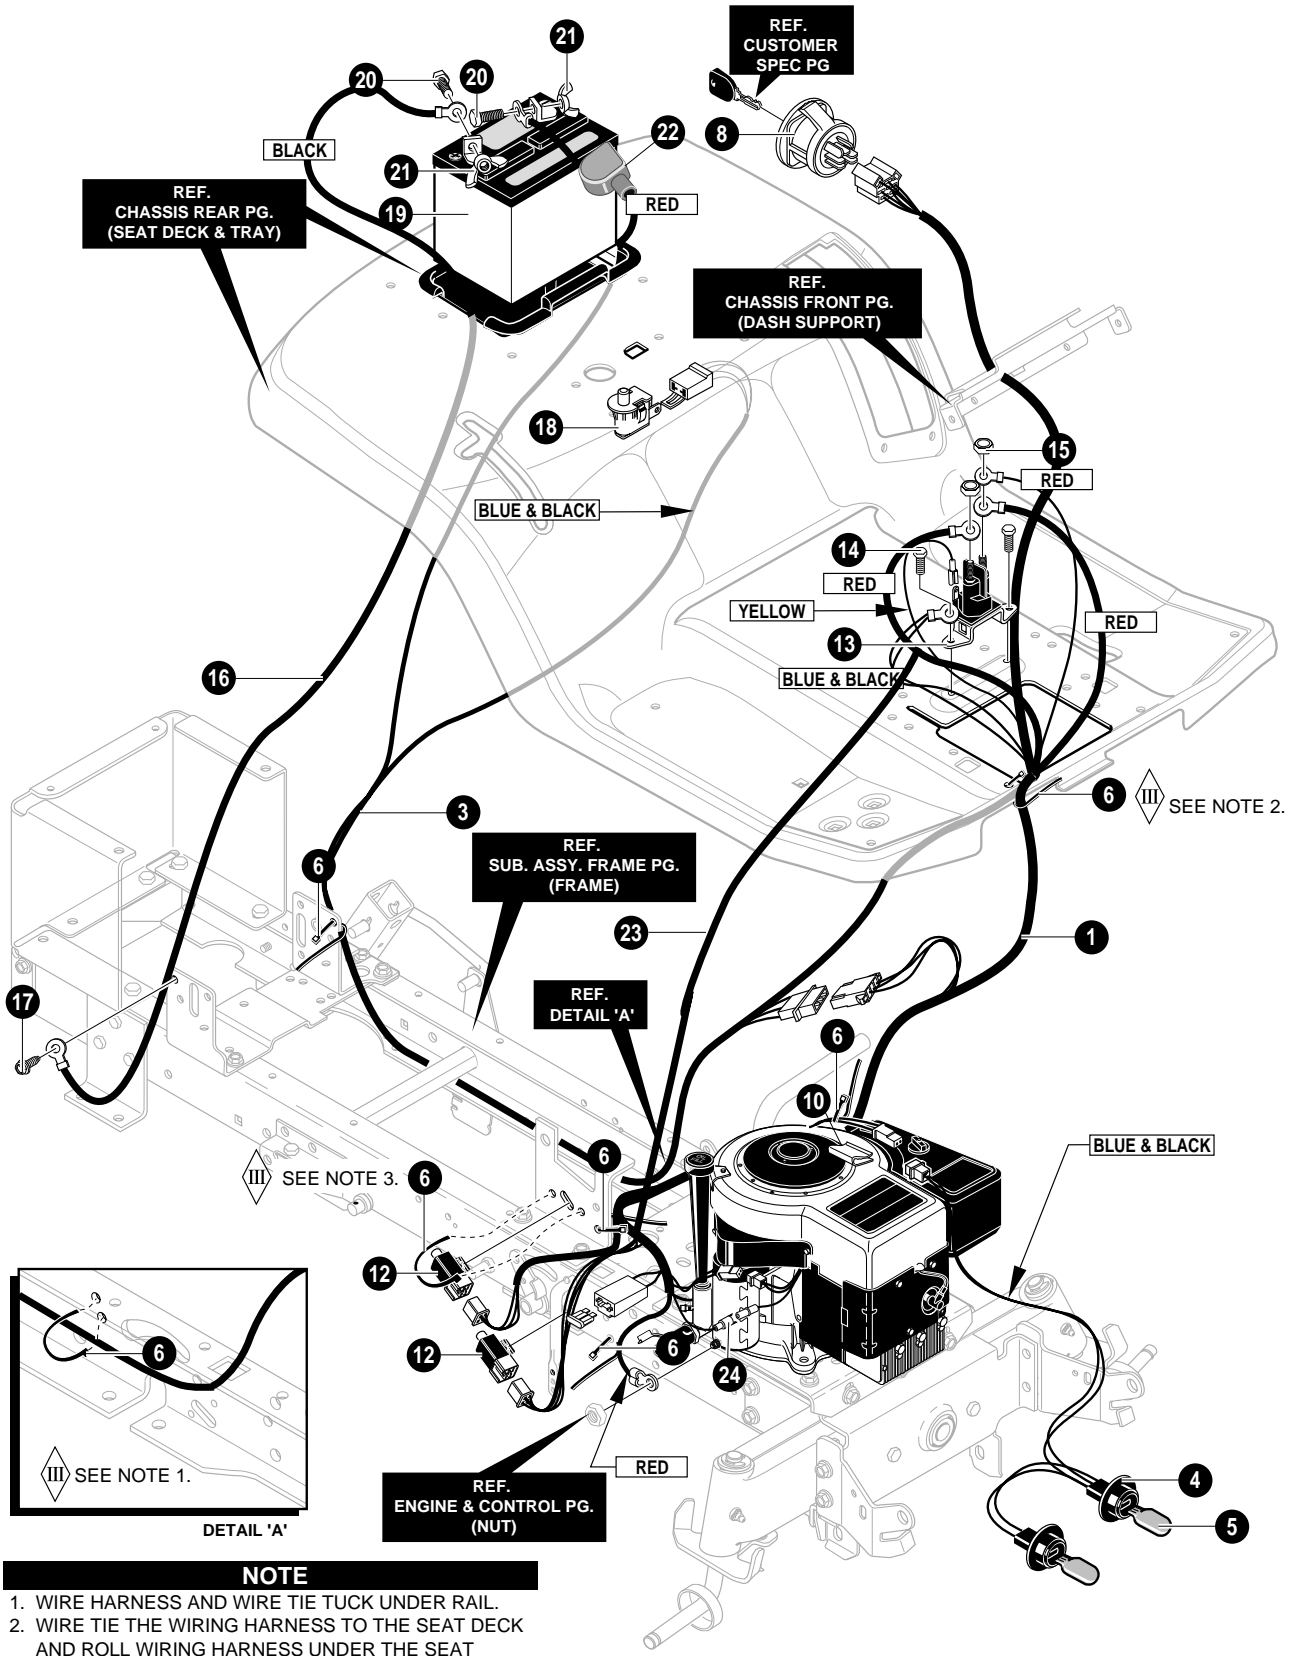 21
REF.
CUSTOMER
SPEC PG
20
20
8
22
BLACK
21
RED
REF.
CHASSIS REAR PG.
(SEAT DECK & TRAY)
19
REF.
CHASSIS FRONT PG.
(DASH SUPPORT)
18
15
RED
BLUE & BLACK
14
RED
YELLOW
RED
13
BLUE & BLACK
16
6
III
SEE NOTE 2.
3
6
REF.
SUB. ASSY. FRAME PG.
(FRAME)
23
1
17
REF.
DETAIL 'A'
6
10
BLUE & BLACK
6
III
SEE NOTE 3.
6
12
6
12
6
24
III
SEE NOTE 1.
RED
4
REF.
ENGINE & CONTROL PG.
(NUT)
5
DETAIL 'A'
NOTE
1. WIRE HARNESS AND WIRE TIE TUCK UNDER RAIL.
2. WIRE TIE THE WIRING HARNESS TO THE SEAT DECK
AND ROLL WIRING HARNESS UNDER THE SEAT